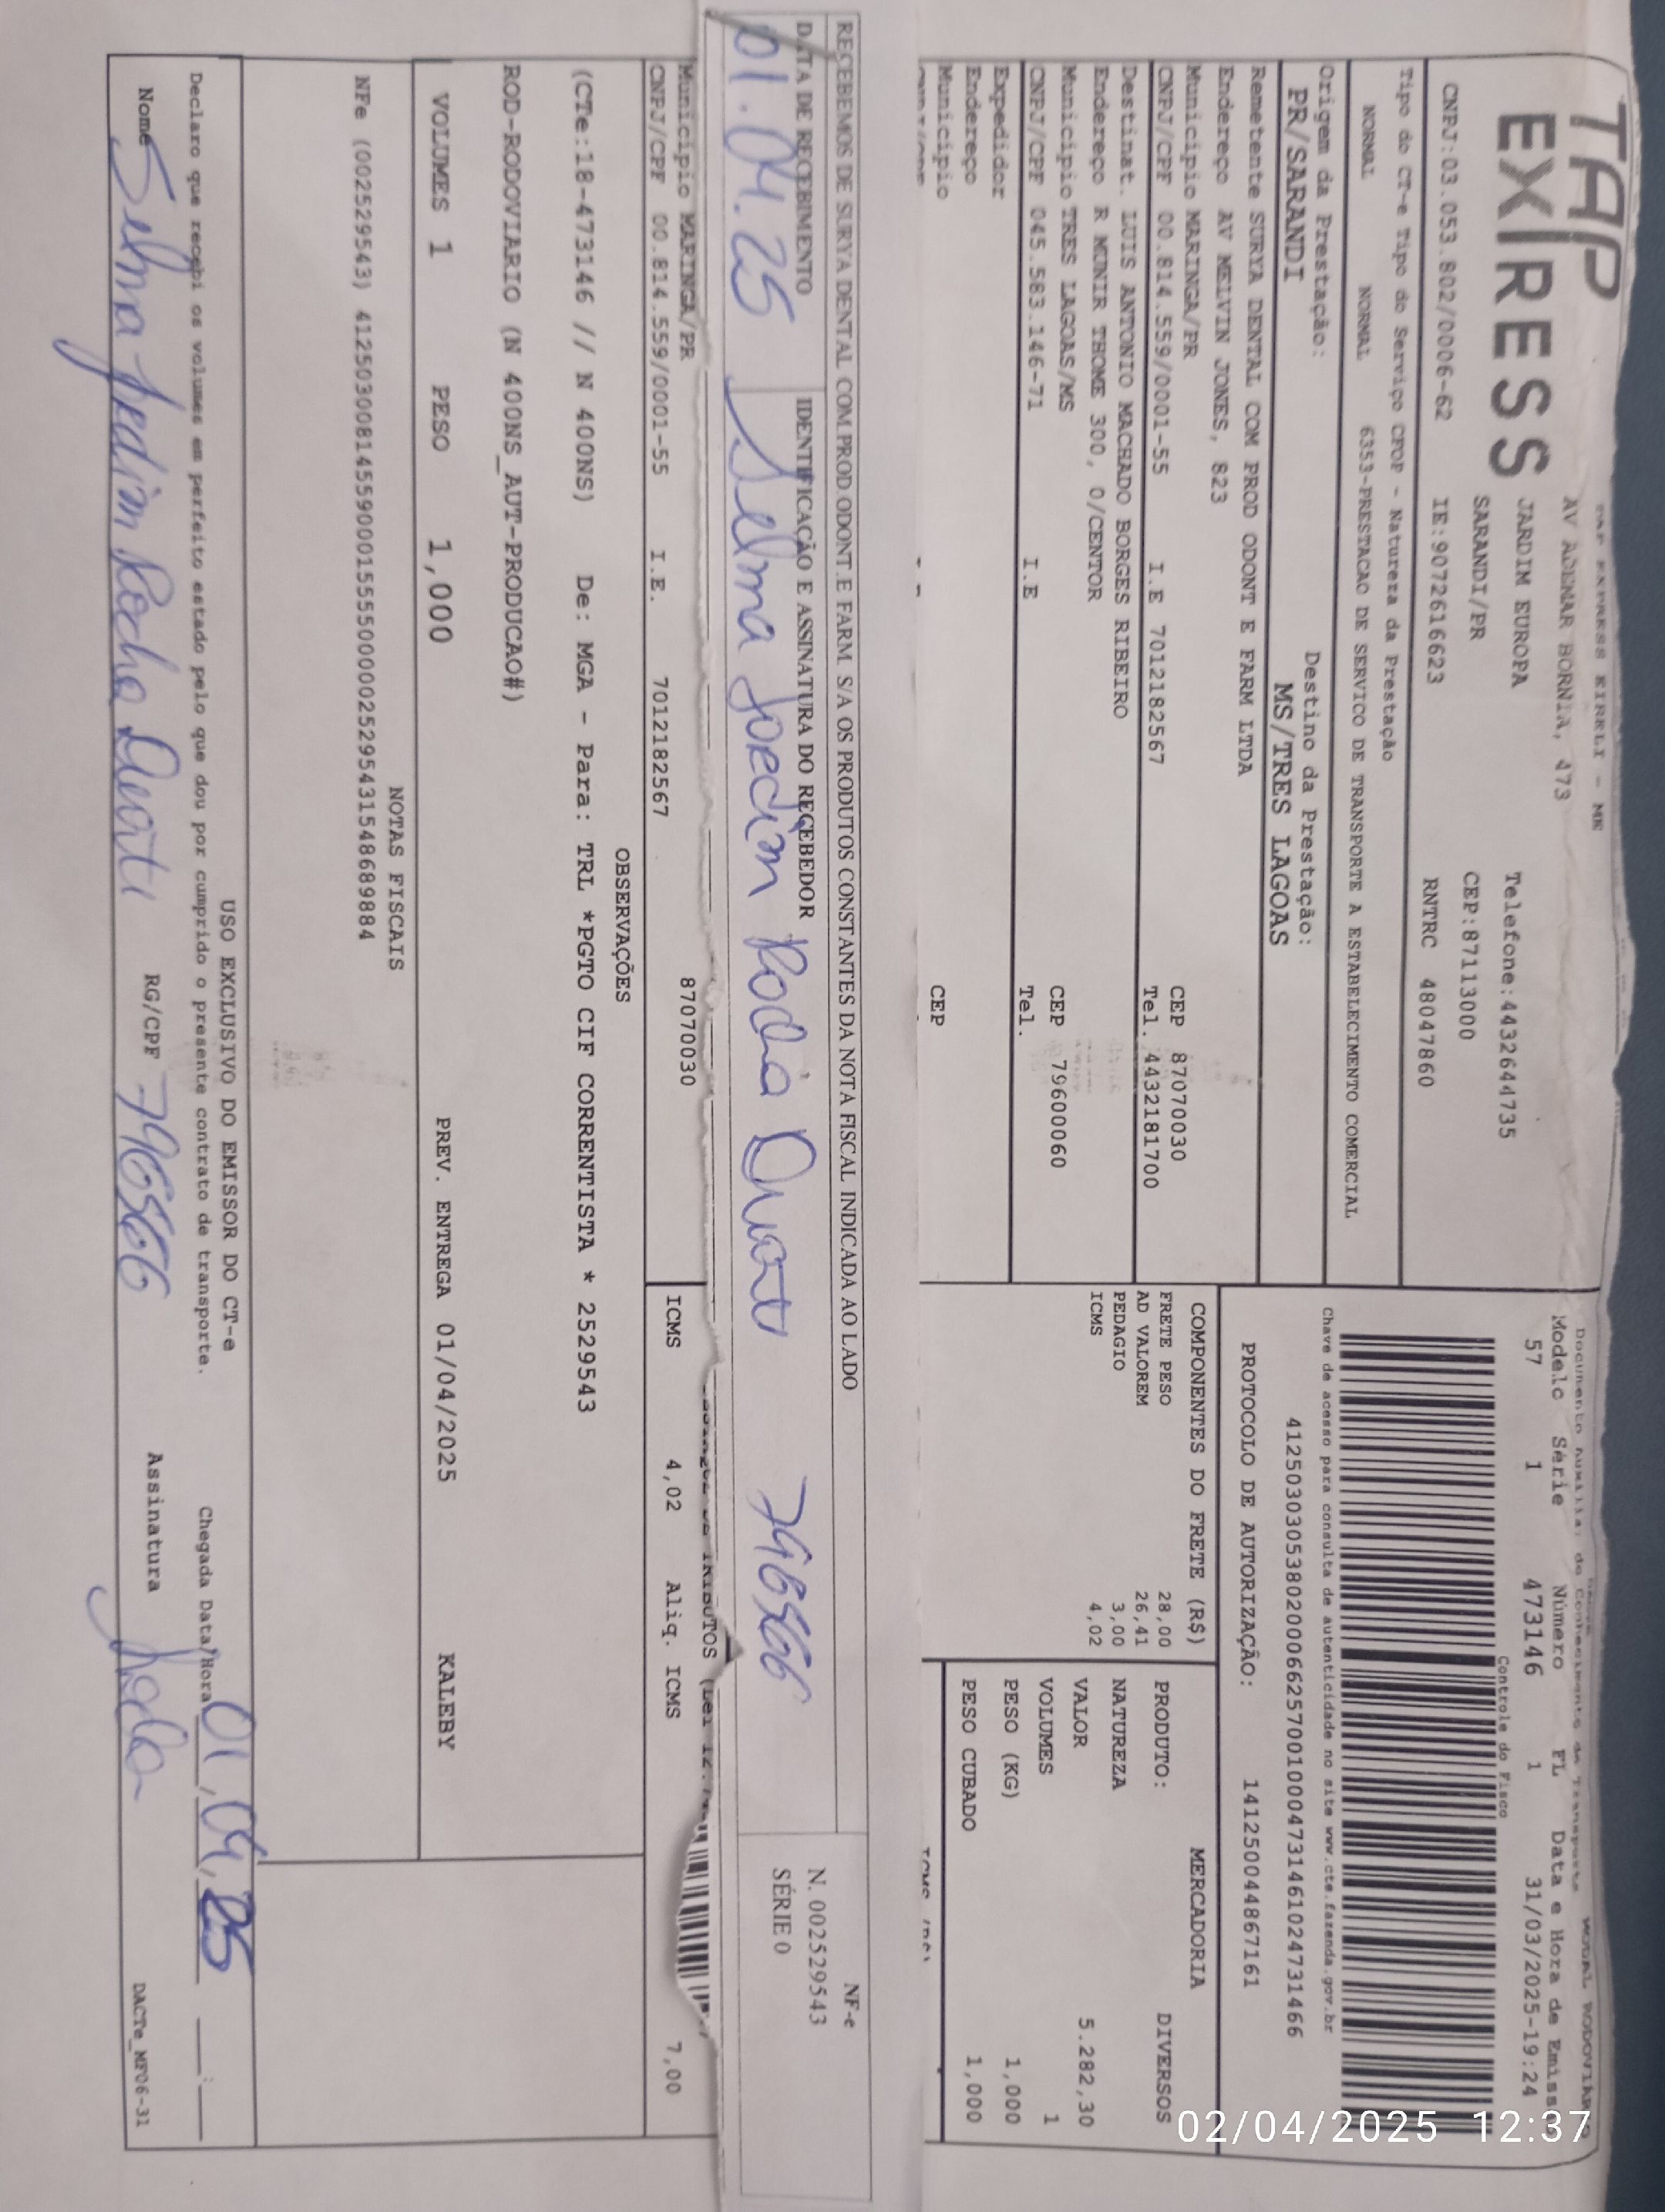 TAP
EXPRESS
TAP EXPRESS EIRELI - ME
AV ADEMAR BORNIA, 473
JARDIM EUROPA
SARANDI/PR
Telefone:4432644735
CEP:87113000
CNPJ:03.053.802/0006-62 IE:9072616623 RNTRC 48047860
Tipo do CT-e Tipo do Serviço CFOP - Natureza da Prestação
NORMAL NORMAL 6353-PRESTACAO DE SERVICO DE TRANSPORTE A ESTABELECIMENTO COMERCIAL
Origem da Prestação: Destino da Prestação:
PR/SARANDI MS/TRES LAGOAS
Remetente SURYA DENTAL COM PROD ODONT E FARM LTDA
Endereço AV MELVIN JONES, 823
Municipio MARINGA/PR CEP 87070030
CNPJ/CPF 00.814.559/0001-55 I.E 7012182567 Tel. 4432181700
Destinat. LUIS ANTONIO MACHADO BORGES RIBEIRO
Endereço R MUNIR THOME 300, 0/CENTOR
Municipio TRES LAGOAS/MS CEP 79600060
CNPJ/CPF 045.583.146-71 I.E Tel.
Expedidor
Endereço
Municipio CEP
Modelo Série Número FL Data e Hora de Emiss
57 1 473146 1 31/03/2025-19:24
Controle do Fisco
Chave de acesso para consulta de autenticidade no site www.cte.fazenda.gov.br
41250303053802000662570010004731461024731466
PROTOCOLO DE AUTORIZAÇÃO: 141250044867161
COMPONENTES DO FRETE (R$)
FRETE PESO 28,00
AD VALOREM 26,41
PEDAGIO 3,00
ICMS 4,02
MERCADORIA
PRODUTO: DIVERSOS
NATUREZA
VALOR 5.282,30
VOLUMES 1
PESO (KG) 1,000
PESO CUBADO 1,000
RECEBEMOS DE SURYA DENTAL COM PROD ODONT E FARM S/A OS PRODUTOS CONSTANTES DA NOTA FISCAL INDICADA AO LADO
DATA DE RECEBIMENTO IDENTIFICAÇÃO E ASSINATURA DO RECEBEDOR
01.04.25 Selma Rocha 796566
NF-e
N. 002529543
SÉRIE 0
Municipio MARINGA/PR 87070030
CNPJ/CPF 00.814.559/0001-55 I.E. 7012182567
ICMS 4,02 Aliq. ICMS 7,00
OBSERVAÇÕES
(CTe:18-473146 // N 400NS) De: MGA - Para: TRL *PGTO CIF CORRENTISTA * 2529543
ROD-RODOVIARIO (N 400NS_AUT-PRODUCAO#)
VOLUMES 1 PESO 1,000 PREV. ENTREGA 01/04/2025 KALEBY
NOTAS FISCAIS
NFe (002529543) 41250300814559000155550000025295431548689884
USO EXCLUSIVO DO EMISSOR DO CT-e
Declaro que recebi os volumes em perfeito estado pelo que dou por cumprido o presente contrato de transporte. Chegada Data/Hora 01,04,25
Nome Selma Rocha RG/CPF 796566 Assinatura DACTe_MF06-31
02/04/2025 12:37